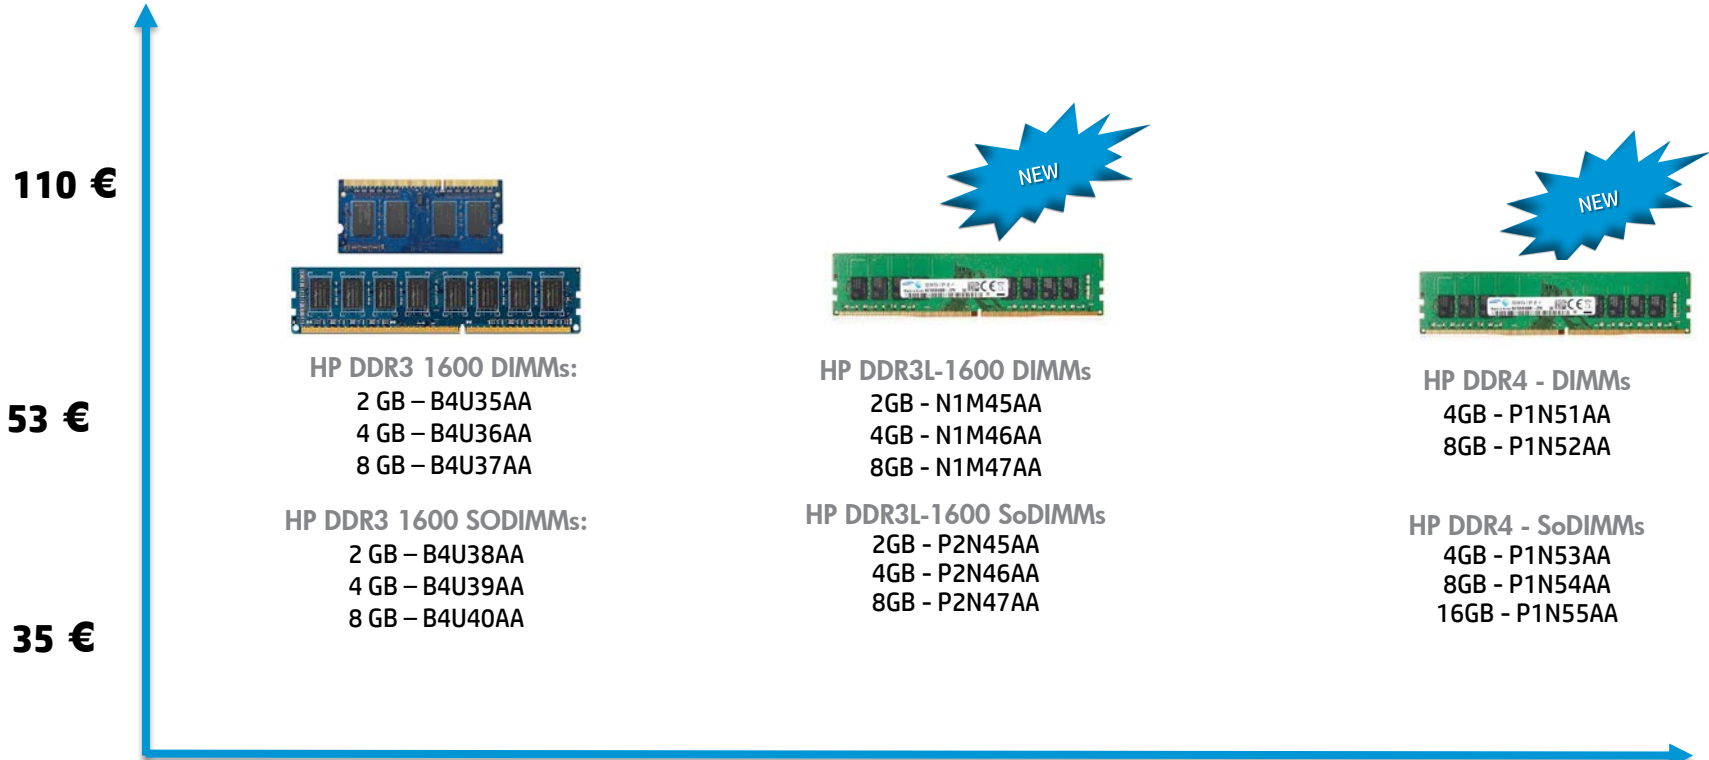 110 €
53 €
35 €
HP DDR3 1600 DIMMs:
2 GB – B4U35AA
4 GB – B4U36AA
8 GB – B4U37AA
HP DDR3 1600 SODIMMs:
2 GB – B4U38AA
4 GB – B4U39AA
8 GB – B4U40AA
NEW
HP DDR3L-1600 DIMMs
2GB - N1M45AA
4GB - N1M46AA
8GB - N1M47AA
HP DDR3L-1600 SoDIMMs
2GB - P2N45AA
4GB - P2N46AA
8GB - P2N47AA
NEW
HP DDR4 - DIMMs
4GB - P1N51AA
8GB - P1N52AA
HP DDR4 - SoDIMMs
4GB - P1N53AA
8GB - P1N54AA
16GB - P1N55AA